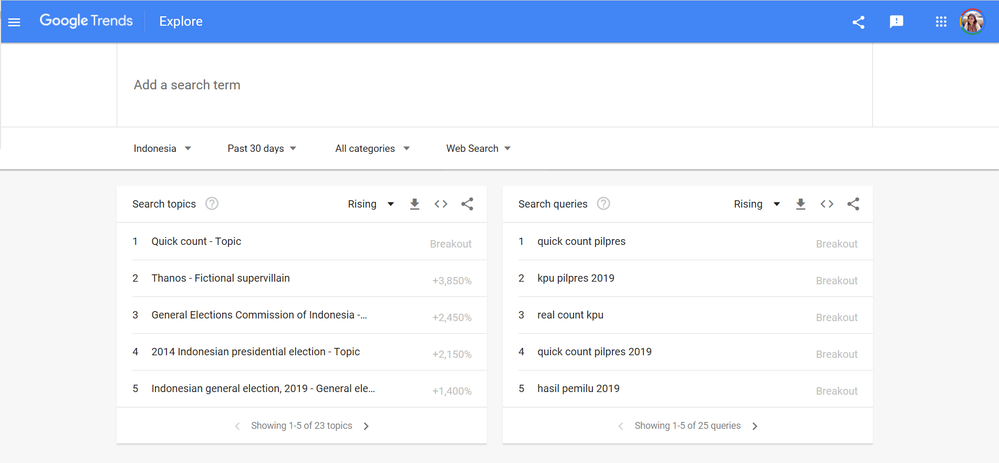 Google Trends
Explore
Add a search term
Indonesia
Past 30 days
All categories
Web Search
Search topics
Rising
1 Quick count - Topic Breakout
2 Thanos - Fictional supervillain +3,850%
3 General Elections Commission of Indonesia -... +2,450%
4 2014 Indonesian presidential election - Topic +2,150%
5 Indonesian general election, 2019 - General ele... +1,400%
Showing 1-5 of 23 topics
Search queries
Rising
1 quick count pilpres Breakout
2 kpu pilpres 2019 Breakout
3 real count kpu Breakout
4 quick count pilpres 2019 Breakout
5 hasil pemilu 2019 Breakout
Showing 1-5 of 25 queries